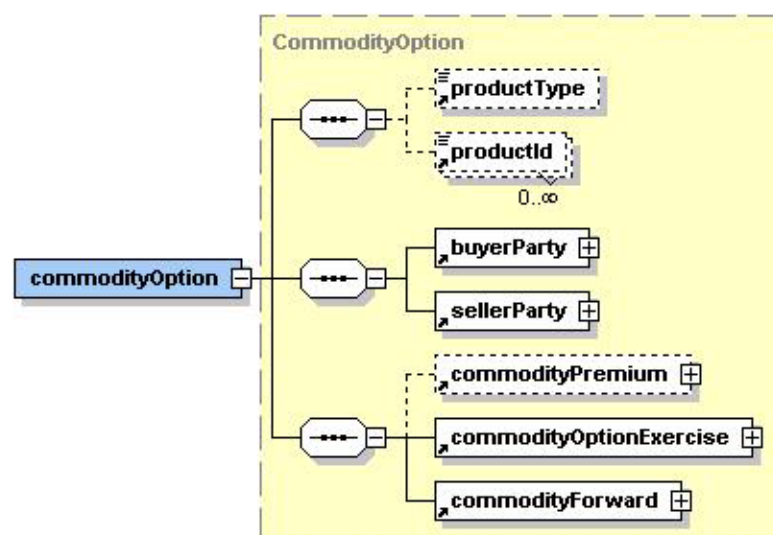 CommodityOption
productType
productId
0..∞
buyerParty
commodityOption
sellerParty
commodityPremium
commodityOptionExercise
commodityForward